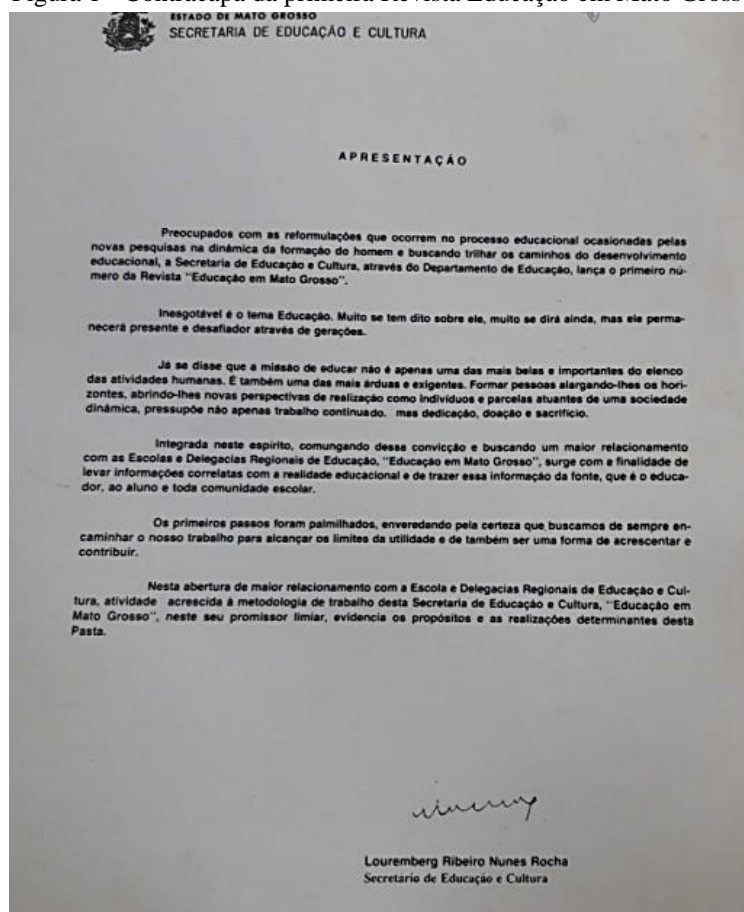 Figura 1 - Contracapa da primeira Revista Educação em Mato Gross
ESTADO DE MATO GROSSO
SECRETARIA DE EDUCAÇÃO E CULTURA
APRESENTAÇÃO
Preocupados com as reformulações que ocorrem no processo educacional ocasionadas pelas
novas pesquisas na dinâmica da formação do homem e buscando trilhar os caminhos do desenvolvimento
educacional, a Secretaria de Educação e Cultura, através do Departamento de Educação, lança o primeiro nú-
mero da Revista "Educação em Mato Grosso".
Inesgotável é o tema Educação. Muito se tem dito sobre ele, muito se dirá ainda, mas ele perma-
necerá presente e desafiador através de gerações.
Já se disse que a missão de educar não é apenas uma das mais belas e importantes do elenco
das atividades humanas. É também uma das mais árduas e exigentes. Formar pessoas alargando-lhes os hori-
zontes, abrindo-lhes novas perspectivas de realização como indivíduos e parcelas atuantes de uma sociedade
dinâmica, pressupõe não apenas trabalho continuado, mas dedicação, doação e sacrifício.
Integrada neste espírito, comungando dessa convicção e buscando um maior relacionamento
com as Escolas e Delegacias Regionais de Educação, "Educação em Mato Grosso", surge com a finalidade de
levar informações correlatas com a realidade educacional e de trazer essa informação da fonte, que é o educa-
dor, ao aluno e toda comunidade escolar.
Os primeiros passos foram palmilhados, enveredando pela certeza que buscamos de sempre en-
caminhar o nosso trabalho para alcançar os limites da utilidade e de também ser uma forma de acrescentar e
contribuir.
Nesta abertura de maior relacionamento com a Escola e Delegacias Regionais de Educação e Cul-
tura, atividade acrescida à metodologia de trabalho desta Secretaria de Educação e Cultura, "Educação em
Mato Grosso", neste seu promissor limiar, evidencia os propósitos e as realizações determinantes desta
Pasta.
Louremberg Ribeiro Nunes Rocha
Secretário de Educação e Cultura